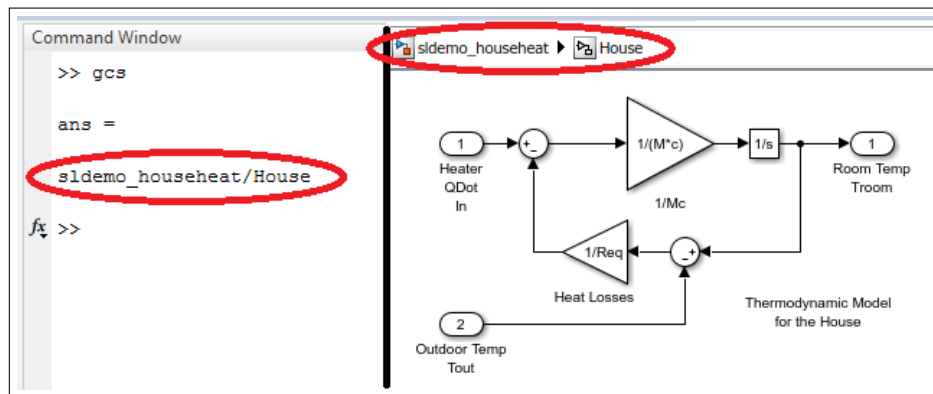 Command Window
>> gcs
ans =
sldemo_househeat/House
fx >>
sldemo_househeat ▶ House
1
Heater
QDot
In
+_
1/(M*c)
1/Mc
1/s
1
Room Temp
Troom
1/Req
_+
Heat Losses
2
Outdoor Temp
Tout
Thermodynamic Model
for the House